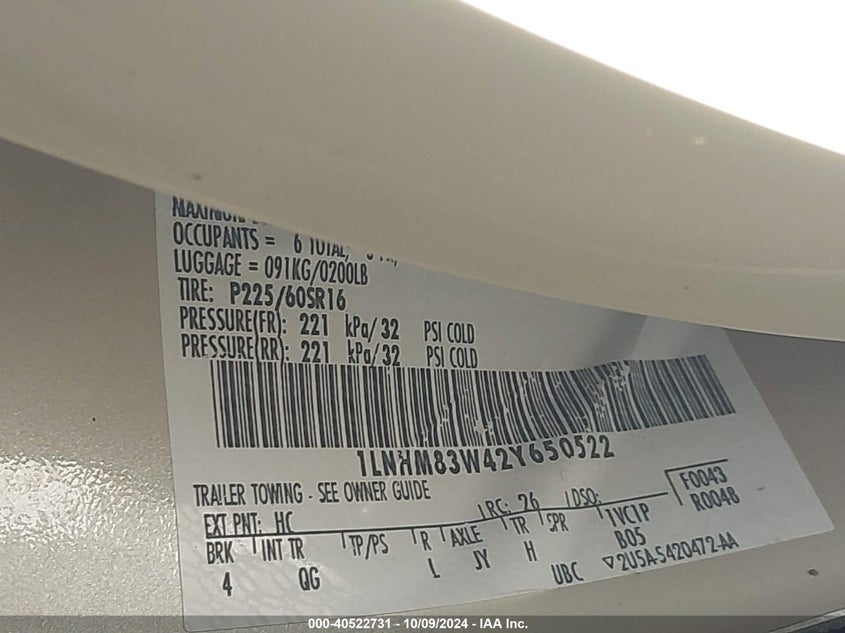 MAXIMUM
OCCUPANTS = 6 TOTAL,
LUGGAGE = 091KG/0200LB
TIRE: P225/60SR16
PRESSURE(FR): 221 kPa/32 PSI COLD
PRESSURE(RR): 221 kPa/32 PSI COLD
1LNHM83W42Y650522
TRAILER TOWING - SEE OWNER GUIDE
EXT PNT: HC RC: 26 DSO: F0043
R0048
BRK INT TR TP/PS R AXLE TR SPR 1VC1P
4 QG L JY H B05
UBC ▽2U5A-5420472-AA
000-40522731 - 10/09/2024 - IAA Inc.